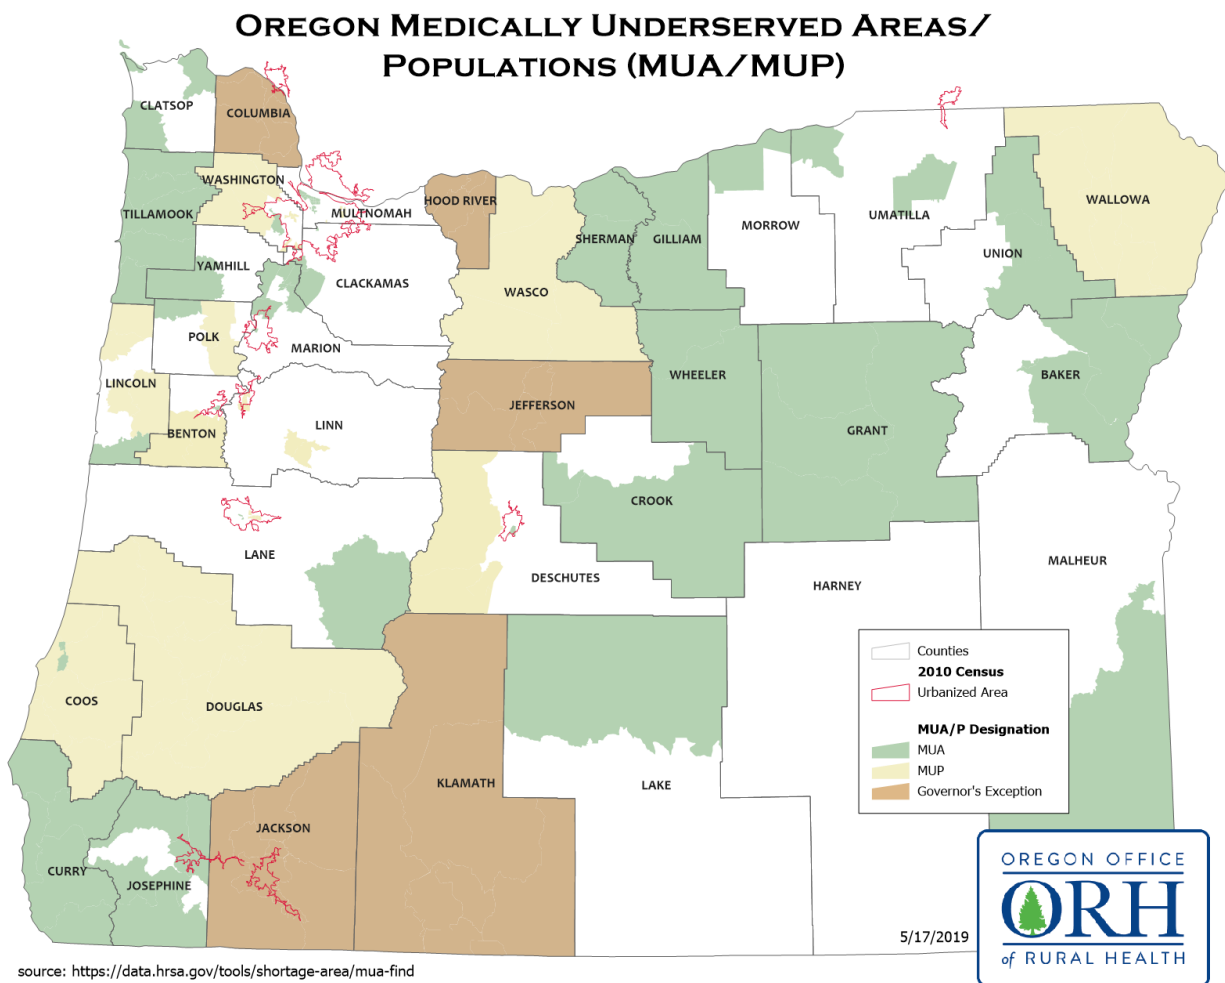 OREGON MEDICALLY UNDERSERVED AREAS/
POPULATIONS (MUA/MUP)
CLATSOP
COLUMBIA
WASHINGTON
TILLAMOOK
MULTNOMAH
HOOD RIVER
WALLOWA
UMATILLA
MORROW
SHERMAN
GILLIAM
UNION
YAMHILL
CLACKAMAS
WASCO
POLK
MARION
LINCOLN
WHEELER
BAKER
JEFFERSON
LINN
BENTON
GRANT
CROOK
LANE
DESCHUTES
HARNEY
MALHEUR
COOS
DOUGLAS
KLAMATH
LAKE
JACKSON
CURRY
JOSEPHINE
Counties
2010 Census
Urbanized Area
MUA/P Designation
MUA
MUP
Governor's Exception
5/17/2019
OREGON OFFICE
ORH
of RURAL HEALTH
source: https://data.hrsa.gov/tools/shortage-area/mua-find